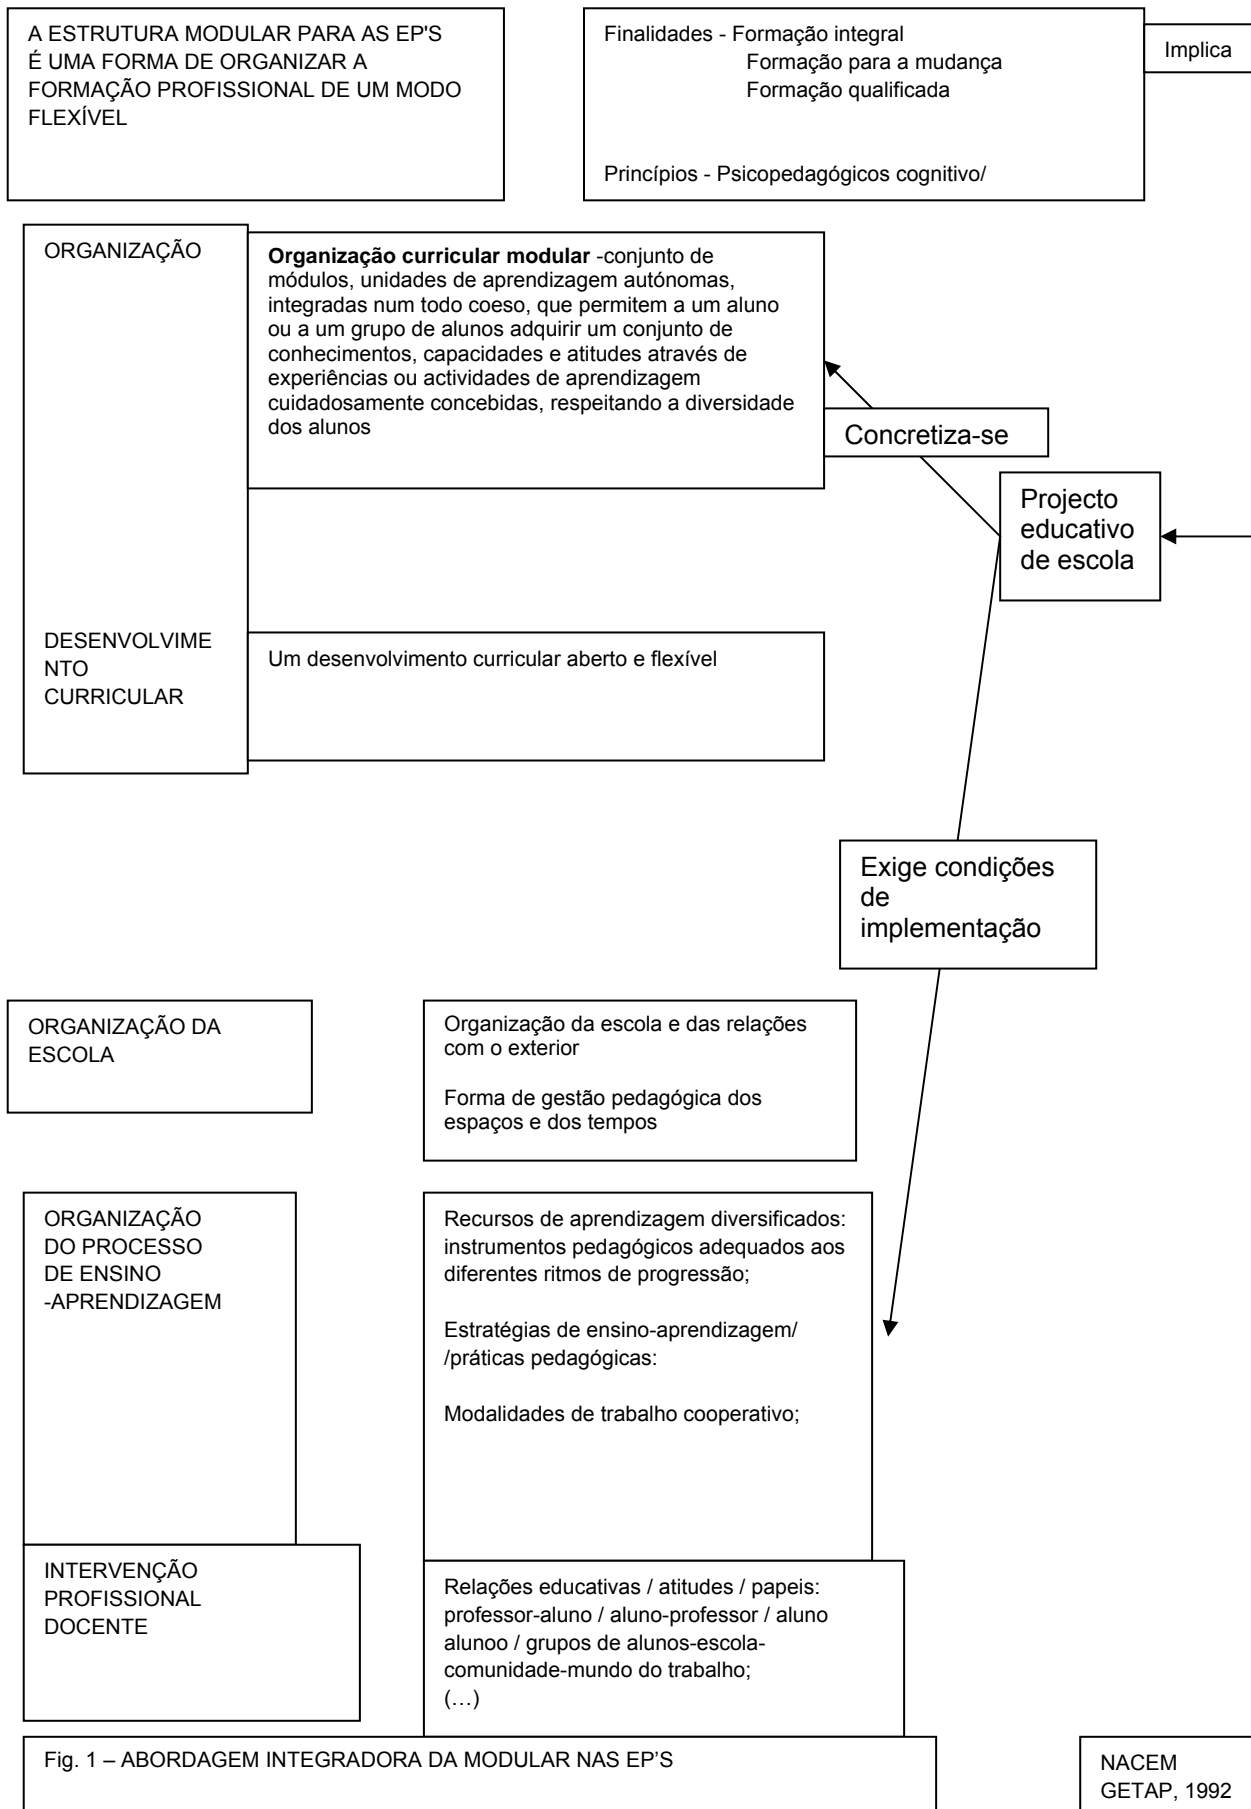 A ESTRUTURA MODULAR PARA AS EP'S
É UMA FORMA DE ORGANIZAR A
FORMAÇÃO PROFISSIONAL DE UM MODO
FLEXÍVEL
Finalidades - Formação integral
Formação para a mudança
Formação qualificada
Princípios - Psicopedagógicos cognitivo/
Implica
ORGANIZAÇÃO
Organização curricular modular -conjunto de
módulos, unidades de aprendizagem autónomas,
integradas num todo coeso, que permitem a um aluno
ou a um grupo de alunos adquirir um conjunto de
conhecimentos, capacidades e atitudes através de
experiências ou actividades de aprendizagem
cuidadosamente concebidas, respeitando a diversidade
dos alunos
Concretiza-se
Projecto
educativo
de escola
DESENVOLVIME
NTO
CURRICULAR
Um desenvolvimento curricular aberto e flexível
Exige condições
de
implementação
ORGANIZAÇÃO DA
ESCOLA
Organização da escola e das relações
com o exterior
Forma de gestão pedagógica dos
espaços e dos tempos
ORGANIZAÇÃO
DO PROCESSO
DE ENSINO
-APRENDIZAGEM
Recursos de aprendizagem diversificados:
instrumentos pedagógicos adequados aos
diferentes ritmos de progressão;
Estratégias de ensino-aprendizagem/
/práticas pedagógicas:
Modalidades de trabalho cooperativo;
INTERVENÇÃO
PROFISSIONAL
DOCENTE
Relações educativas / atitudes / papeis:
professor-aluno / aluno-professor / aluno
alunoo / grupos de alunos-escola-
comunidade-mundo do trabalho;
(…)
Fig. 1 – ABORDAGEM INTEGRADORA DA MODULAR NAS EP’S
NACEM
GETAP, 1992